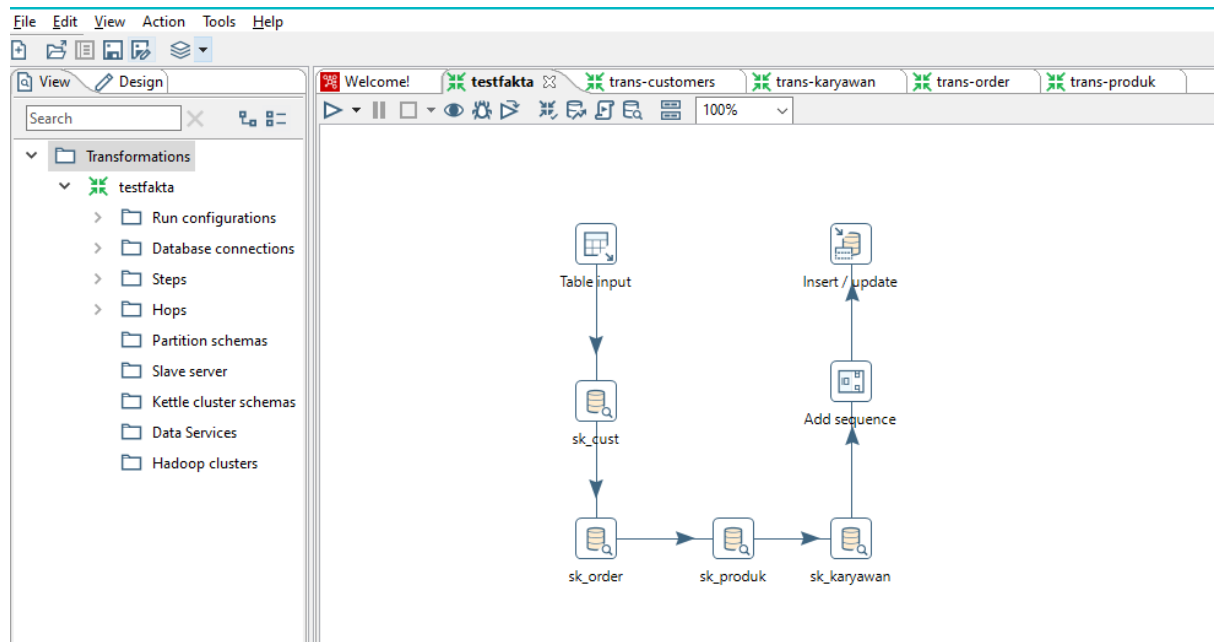 File Edit View Action Tools Help
View Design
Welcome! testfakta trans-customers trans-karyawan trans-order trans-produk
Search
100%
Transformations
testfakta
Run configurations
Database connections
Steps
Hops
Partition schemas
Slave server
Kettle cluster schemas
Data Services
Hadoop clusters
Table input
Insert / update
sk_cust
Add sequence
sk_order
sk_produk
sk_karyawan